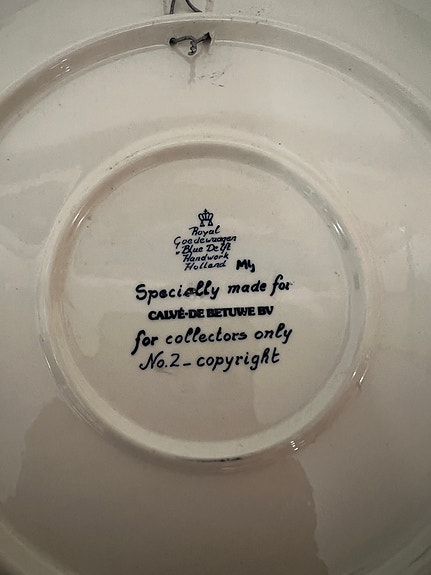 Royal
Goedewaagen
"Blue Delft
Handwork
Holland
Specially made for
CALVÉ-DE BETUWE BV
for collectors only
No.2 - copyright